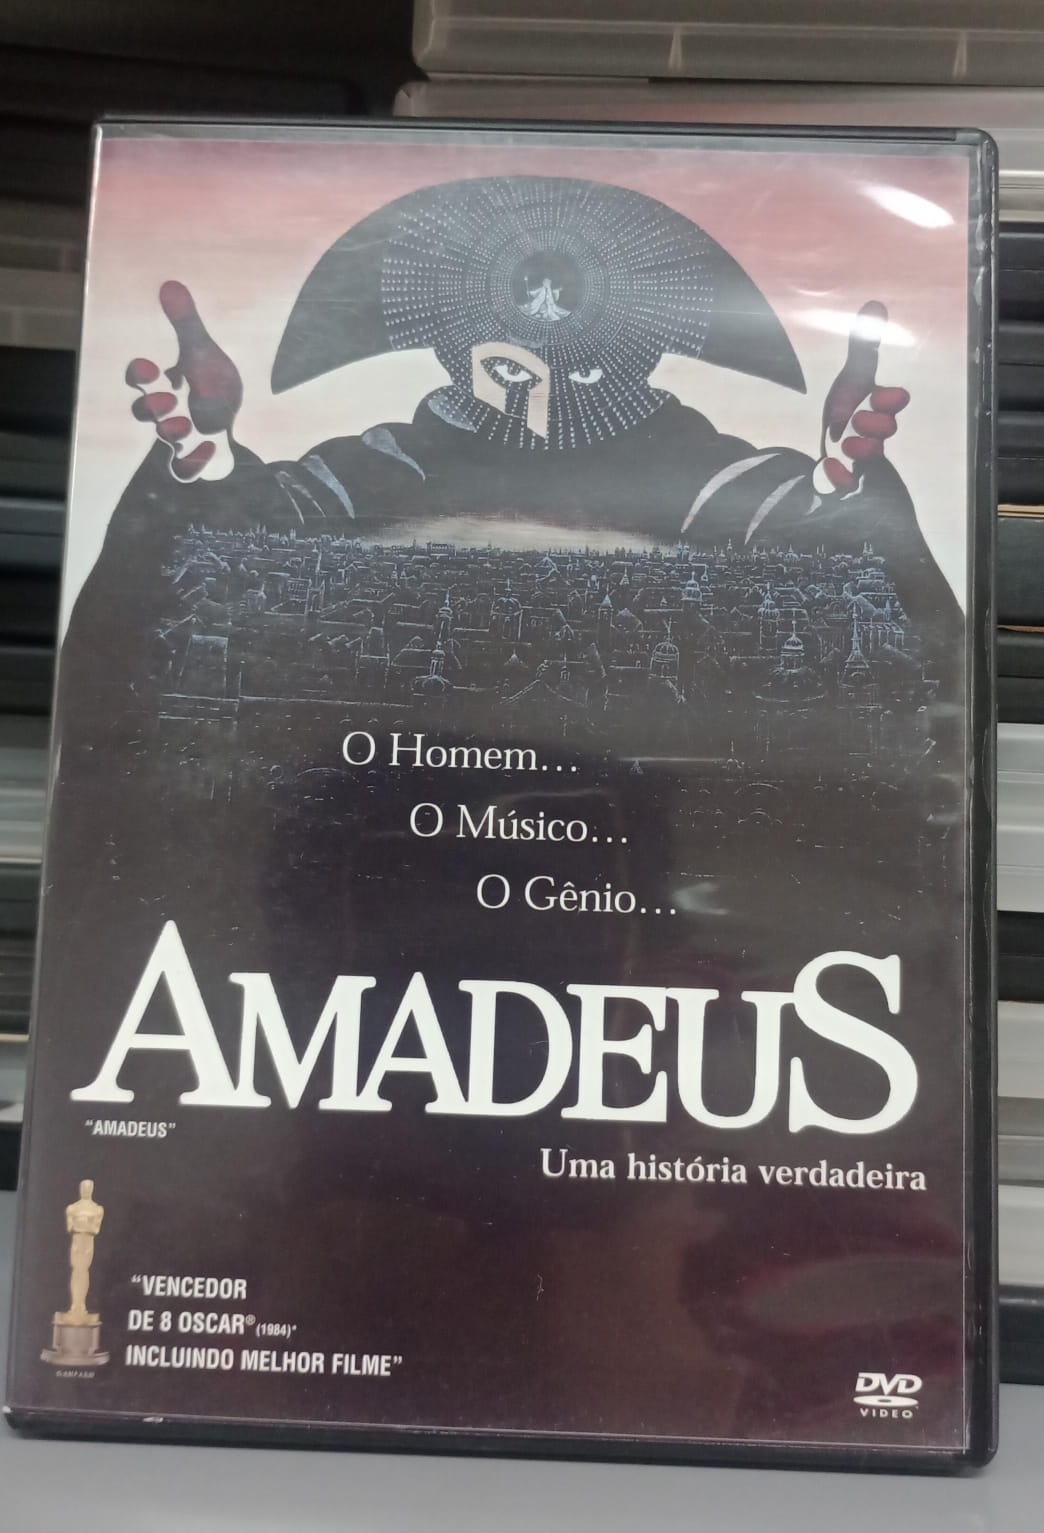 O Homem...
O Músico...
O Gênio...
AMADEUS
"AMADEUS"
Uma história verdadeira
"VENCEDOR
DE 8 OSCAR® (1984)*
INCLUINDO MELHOR FILME"
DVD
VIDEO